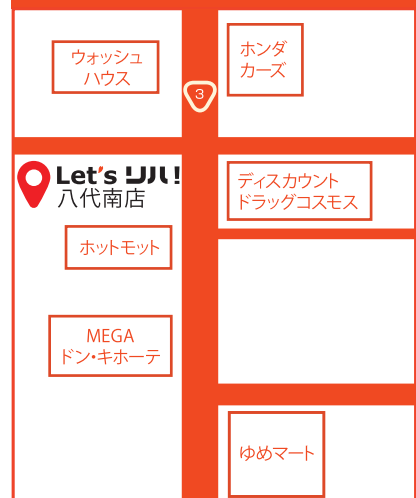 ウォッシュ
ハウス
ホンダ
カーズ
3
Let's リハ!
八代南店
ディスカウント
ドラッグコスモス
ホットモット
MEGA
ドン・キホーテ
ゆめマート